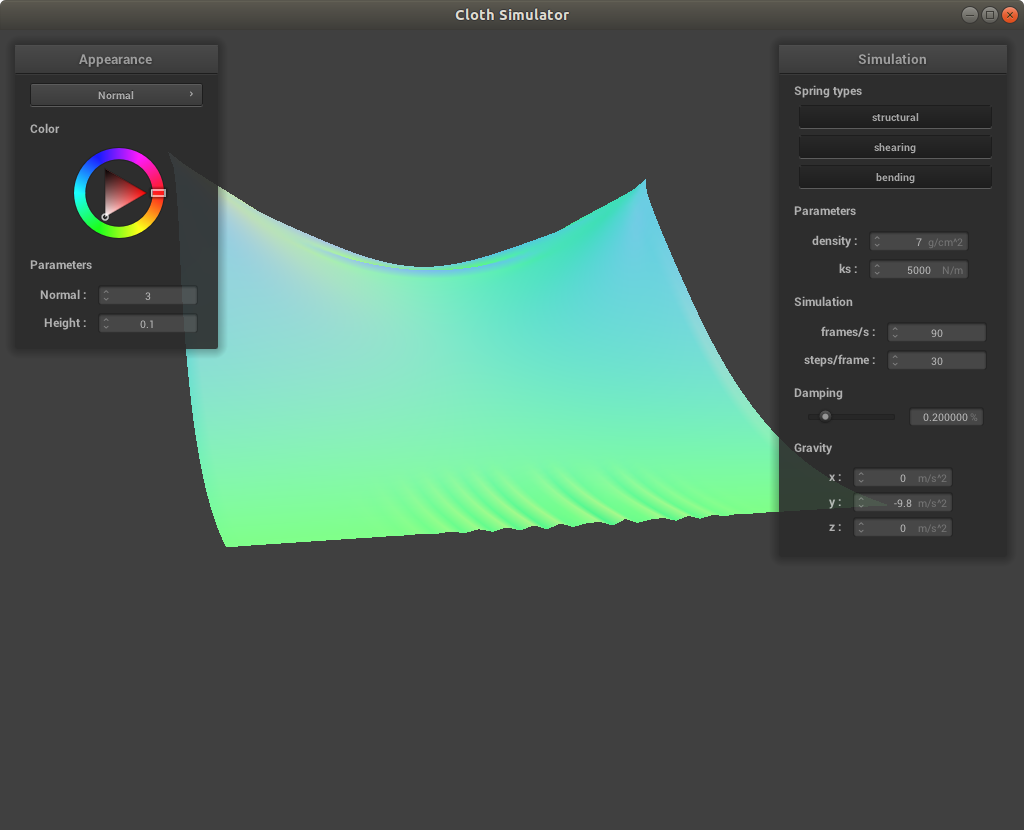 Cloth Simulator
Appearance
Normal
Color
Parameters
Normal : 3
Height : 0.1
Simulation
Spring types
structural
shearing
bending
Parameters
density : 7 g/cm^2
ks : 5000 N/m
Simulation
frames/s : 90
steps/frame : 30
Damping
0.200000 %
Gravity
x : 0 m/s^2
y : -9.8 m/s^2
z : 0 m/s^2